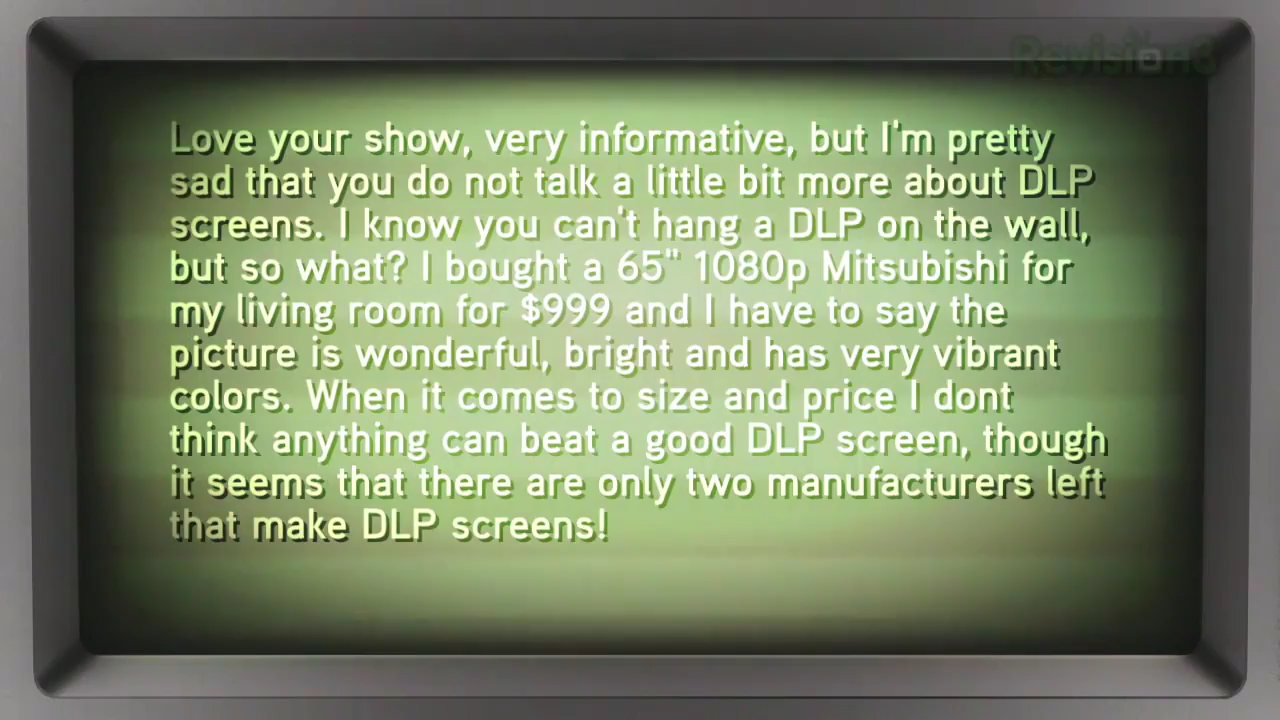 Revision3
Love your show, very informative, but I'm pretty
sad that you do not talk a little bit more about DLP
screens. I know you can't hang a DLP on the wall,
but so what? I bought a 65" 1080p Mitsubishi for
my living room for $999 and I have to say the
picture is wonderful, bright and has very vibrant
colors. When it comes to size and price I dont
think anything can beat a good DLP screen, though
it seems that there are only two manufacturers left
that make DLP screens!